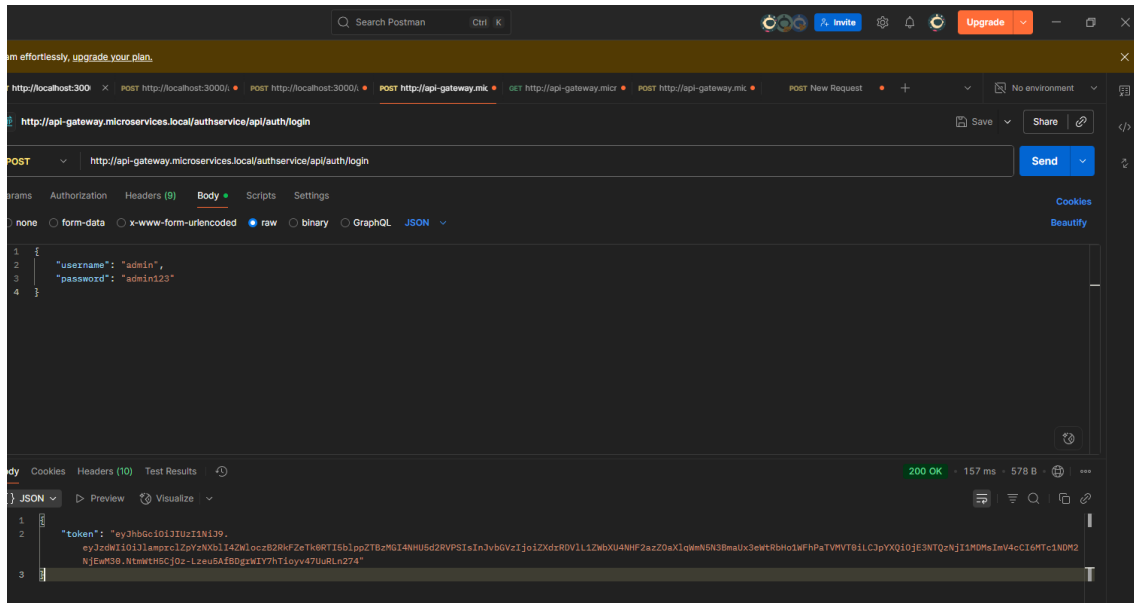 Search Postman Ctrl K
Invite
Upgrade
am effortlessly, upgrade your plan.
http://localhost:300
POST http://localhost:3000/
POST http://localhost:3000/
POST http://api-gateway.mic
GET http://api-gateway.micr
POST http://api-gateway.mic
POST New Request
No environment
http://api-gateway.microservices.local/authservice/api/auth/login
Save
Share
POST
http://api-gateway.microservices.local/authservice/api/auth/login
Send
arams Authorization Headers (9) Body Scripts Settings
Cookies
none form-data x-www-form-urlencoded raw binary GraphQL JSON
Beautify
1 {
2 "username": "admin",
3 "password": "admin123"
4 }
ody Cookies Headers (10) Test Results
200 OK 157 ms 578 B
{} JSON Preview Visualize
1 {
2 "token": "eyJhbGciOiJIUzI1NiJ9.
3 }